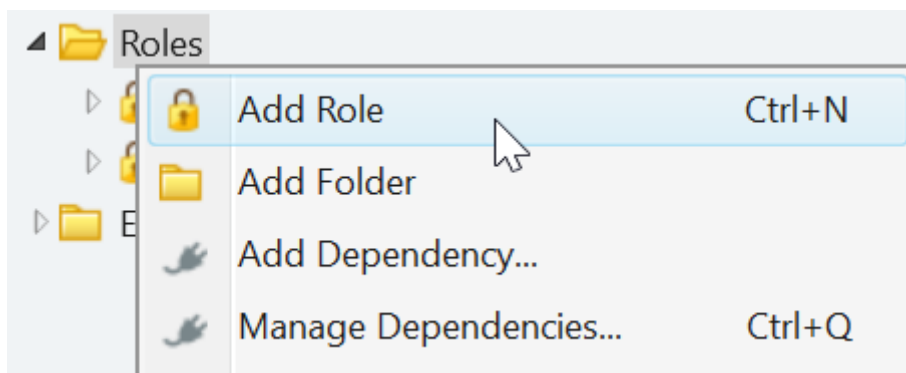 Roles
Add Role Ctrl+N
Add Folder
E
Add Dependency...
Manage Dependencies... Ctrl+Q